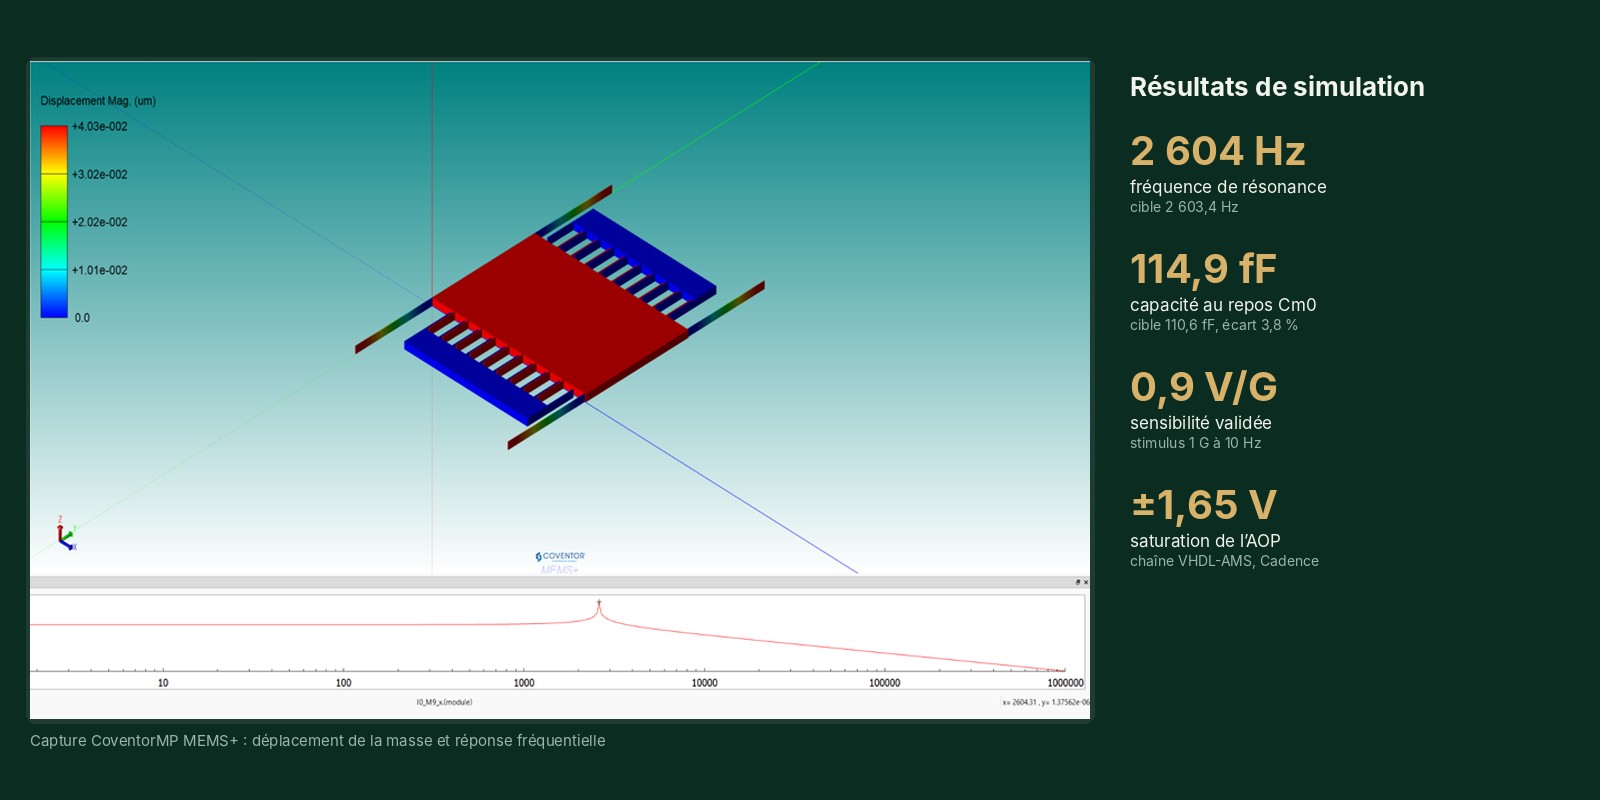 Displacement Mag. (um)
+4.03e-002
+3.02e-002
+2.02e-002
+1.01e-002
0.0
Z
Y
X
COVENTOR
MEMS+
10
100
1000
10000
100000
1000000
I0_M9_x.(module)
x= 2604.31 , y= 1.37562e-06
Capture CoventorMP MEMS+ : déplacement de la masse et réponse fréquentielle
Résultats de simulation
2 604 Hz
fréquence de résonance
cible 2 603,4 Hz
114,9 fF
capacité au repos Cm0
cible 110,6 fF, écart 3,8 %
0,9 V/G
sensibilité validée
stimulus 1 G à 10 Hz
±1,65 V
saturation de l’AOP
chaîne VHDL-AMS, Cadence